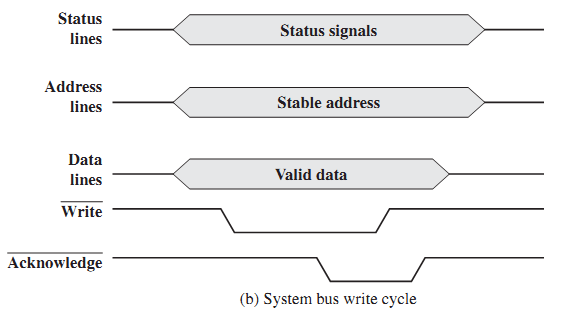 Status
lines
Status signals
Address
lines
Stable address
Data
lines
Valid data
Write
Acknowledge
(b) System bus write cycle